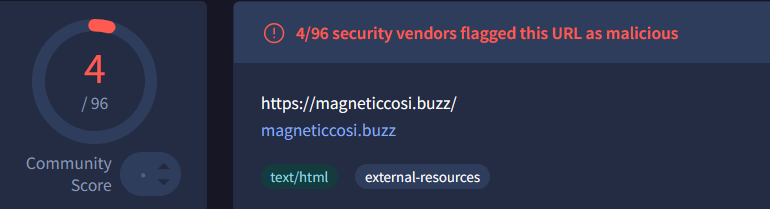 4
/ 96
Community
Score
4/96 security vendors flagged this URL as malicious
https://magneticcosi.buzz/
magneticcosi.buzz
text/html
external-resources